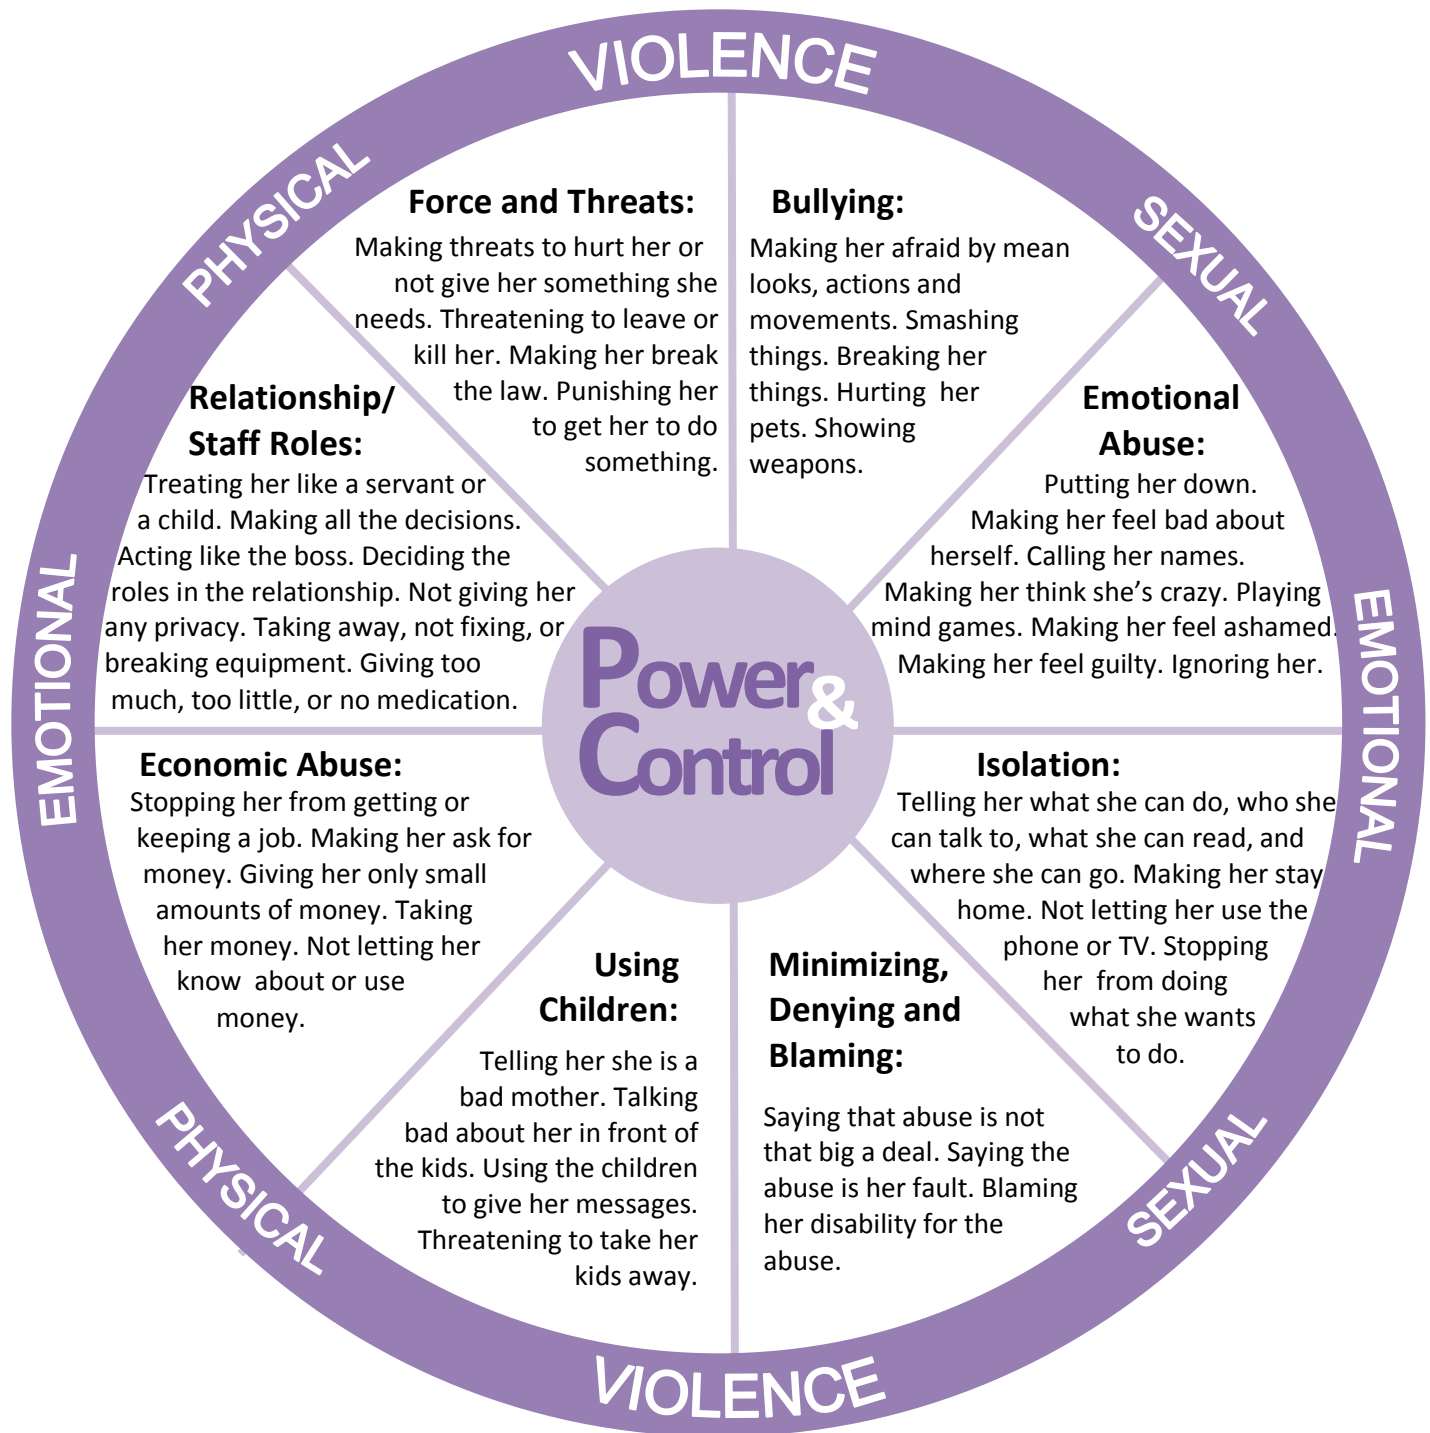 VIOLENCE
PHYSICAL
SEXUAL
EMOTIONAL
EMOTIONAL
Force and Threats:
Making threats to hurt her or
not give her something she
needs. Threatening to leave or
kill her. Making her break
the law. Punishing her
to get her to do
something.
Bullying:
Making her afraid by mean
looks, actions and
movements. Smashing
things. Breaking her
things. Hurting her
pets. Showing
weapons.
Relationship/
Staff Roles:
Treating her like a servant or
a child. Making all the decisions.
Acting like the boss. Deciding the
roles in the relationship. Not giving her
any privacy. Taking away, not fixing, or
breaking equipment. Giving too
much, too little, or no medication.
Emotional
Abuse:
Putting her down.
Making her feel bad about
herself. Calling her names.
Making her think she’s crazy. Playing
mind games. Making her feel ashamed.
Making her feel guilty. Ignoring her.
Power &
Control
Economic Abuse:
Stopping her from getting or
keeping a job. Making her ask for
money. Giving her only small
amounts of money. Taking
her money. Not letting her
know about or use
money.
Isolation:
Telling her what she can do, who she
can talk to, what she can read, and
where she can go. Making her stay
home. Not letting her use the
phone or TV. Stopping
her from doing
what she wants
to do.
Using
Children:
Telling her she is a
bad mother. Talking
bad about her in front of
the kids. Using the children
to give her messages.
Threatening to take her
kids away.
Minimizing,
Denying and
Blaming:
Saying that abuse is not
that big a deal. Saying the
abuse is her fault. Blaming
her disability for the
abuse.
PHYSICAL
SEXUAL
VIOLENCE